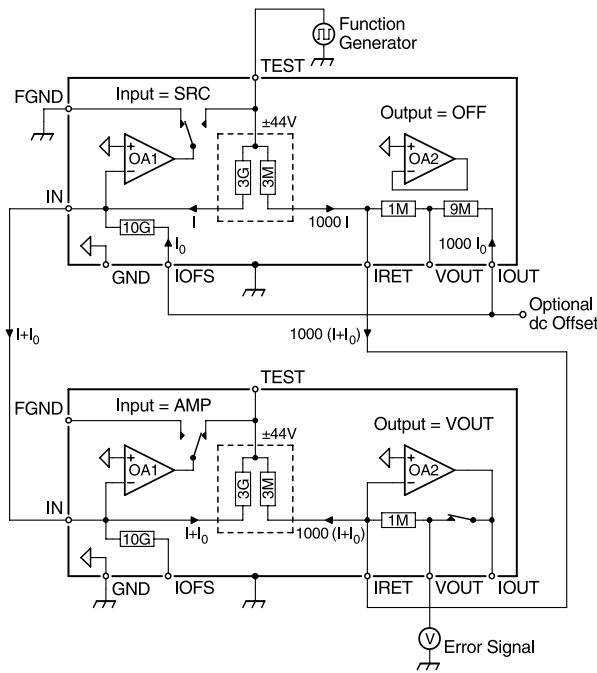 Function
Generator
TEST
FGND
Input = SRC
±44V
Output = OFF
+
OA1
−
+
OA2
−
IN
3G
3M
I
1000 I
1M
9M
10G
I0
1000 I0
GND
IOFS
IRET
VOUT
IOUT
Optional
dc Offset
I+I0
1000 (I+I0)
TEST
FGND
Input = AMP
±44V
Output = VOUT
+
OA1
−
+
OA2
−
IN
3G
3M
I+I0
1000 (I+I0)
1M
10G
GND
IOFS
IRET
VOUT
IOUT
V
Error Signal